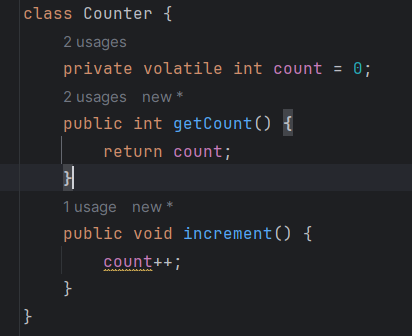 class Counter {
2 usages
private volatile int count = 0;
2 usages new *
public int getCount() {
return count;
}
1 usage new *
public void increment() {
count++;
}
}